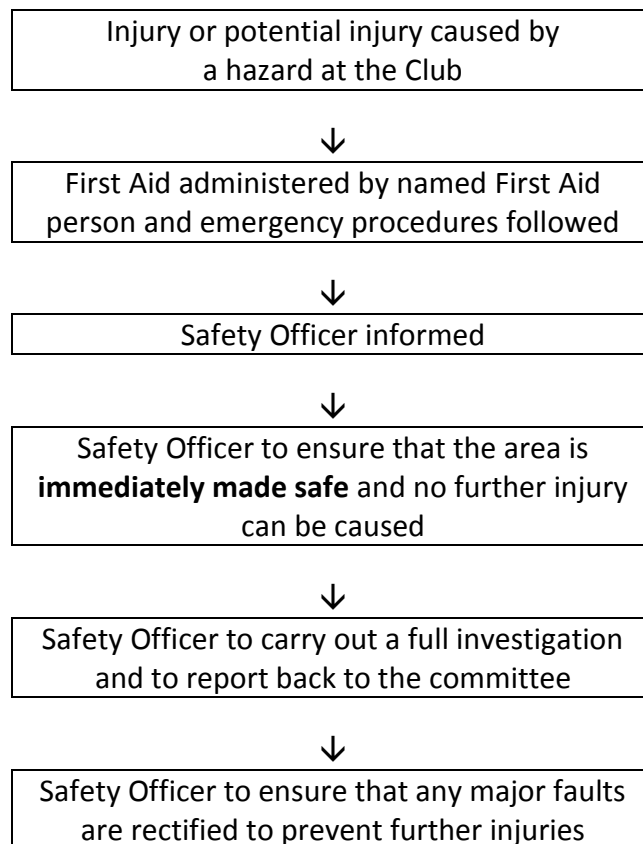 Injury or potential injury caused by
a hazard at the Club
↓
First Aid administered by named First Aid
person and emergency procedures followed
↓
Safety Officer informed
↓
Safety Officer to ensure that the area is
immediately made safe and no further injury
can be caused
↓
Safety Officer to carry out a full investigation
and to report back to the committee
↓
Safety Officer to ensure that any major faults
are rectified to prevent further injuries